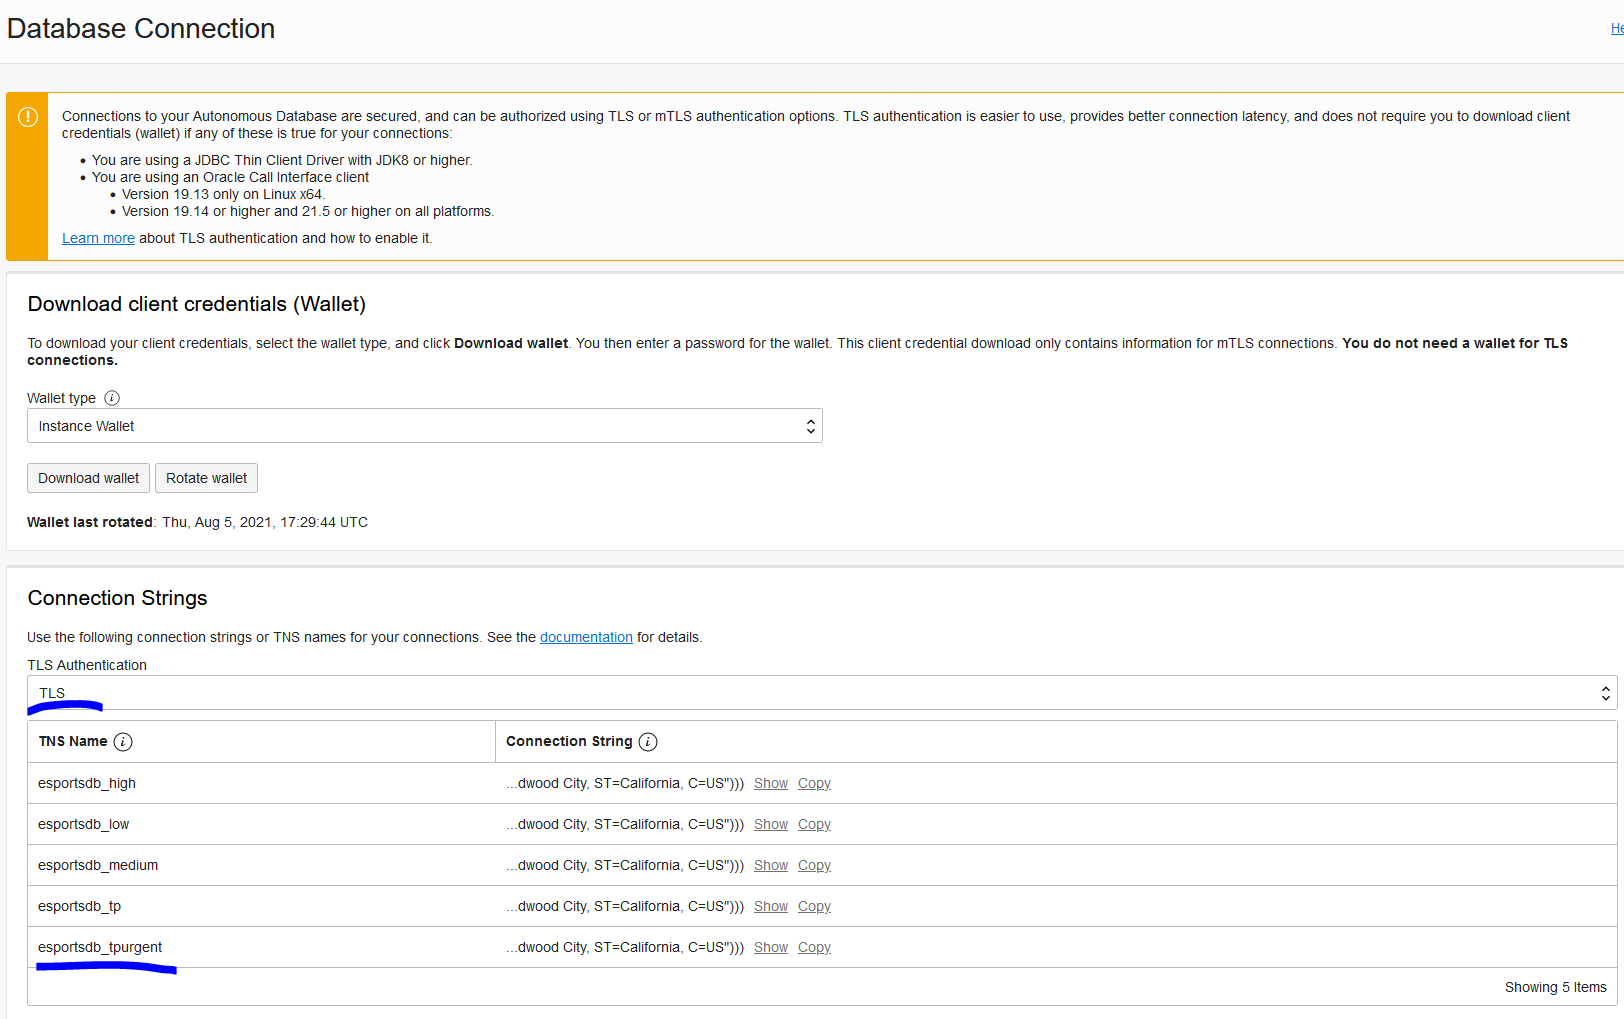 Database Connection
He
Connections to your Autonomous Database are secured, and can be authorized using TLS or mTLS authentication options. TLS authentication is easier to use, provides better connection latency, and does not require you to download client
credentials (wallet) if any of these is true for your connections:
• You are using a JDBC Thin Client Driver with JDK8 or higher.
• You are using an Oracle Call Interface client
• Version 19.13 only on Linux x64.
• Version 19.14 or higher and 21.5 or higher on all platforms.
Learn more about TLS authentication and how to enable it.
Download client credentials (Wallet)
To download your client credentials, select the wallet type, and click Download wallet. You then enter a password for the wallet. This client credential download only contains information for mTLS connections. You do not need a wallet for TLS
connections.
Wallet type
Instance Wallet
Download wallet Rotate wallet
Wallet last rotated: Thu, Aug 5, 2021, 17:29:44 UTC
Connection Strings
Use the following connection strings or TNS names for your connections. See the documentation for details.
TLS Authentication
TLS
TNS Name Connection String
esportsdb_high ...dwood City, ST=California, C=US"))) Show Copy
esportsdb_low ...dwood City, ST=California, C=US"))) Show Copy
esportsdb_medium ...dwood City, ST=California, C=US"))) Show Copy
esportsdb_tp ...dwood City, ST=California, C=US"))) Show Copy
esportsdb_tpurgent ...dwood City, ST=California, C=US"))) Show Copy
Showing 5 Items